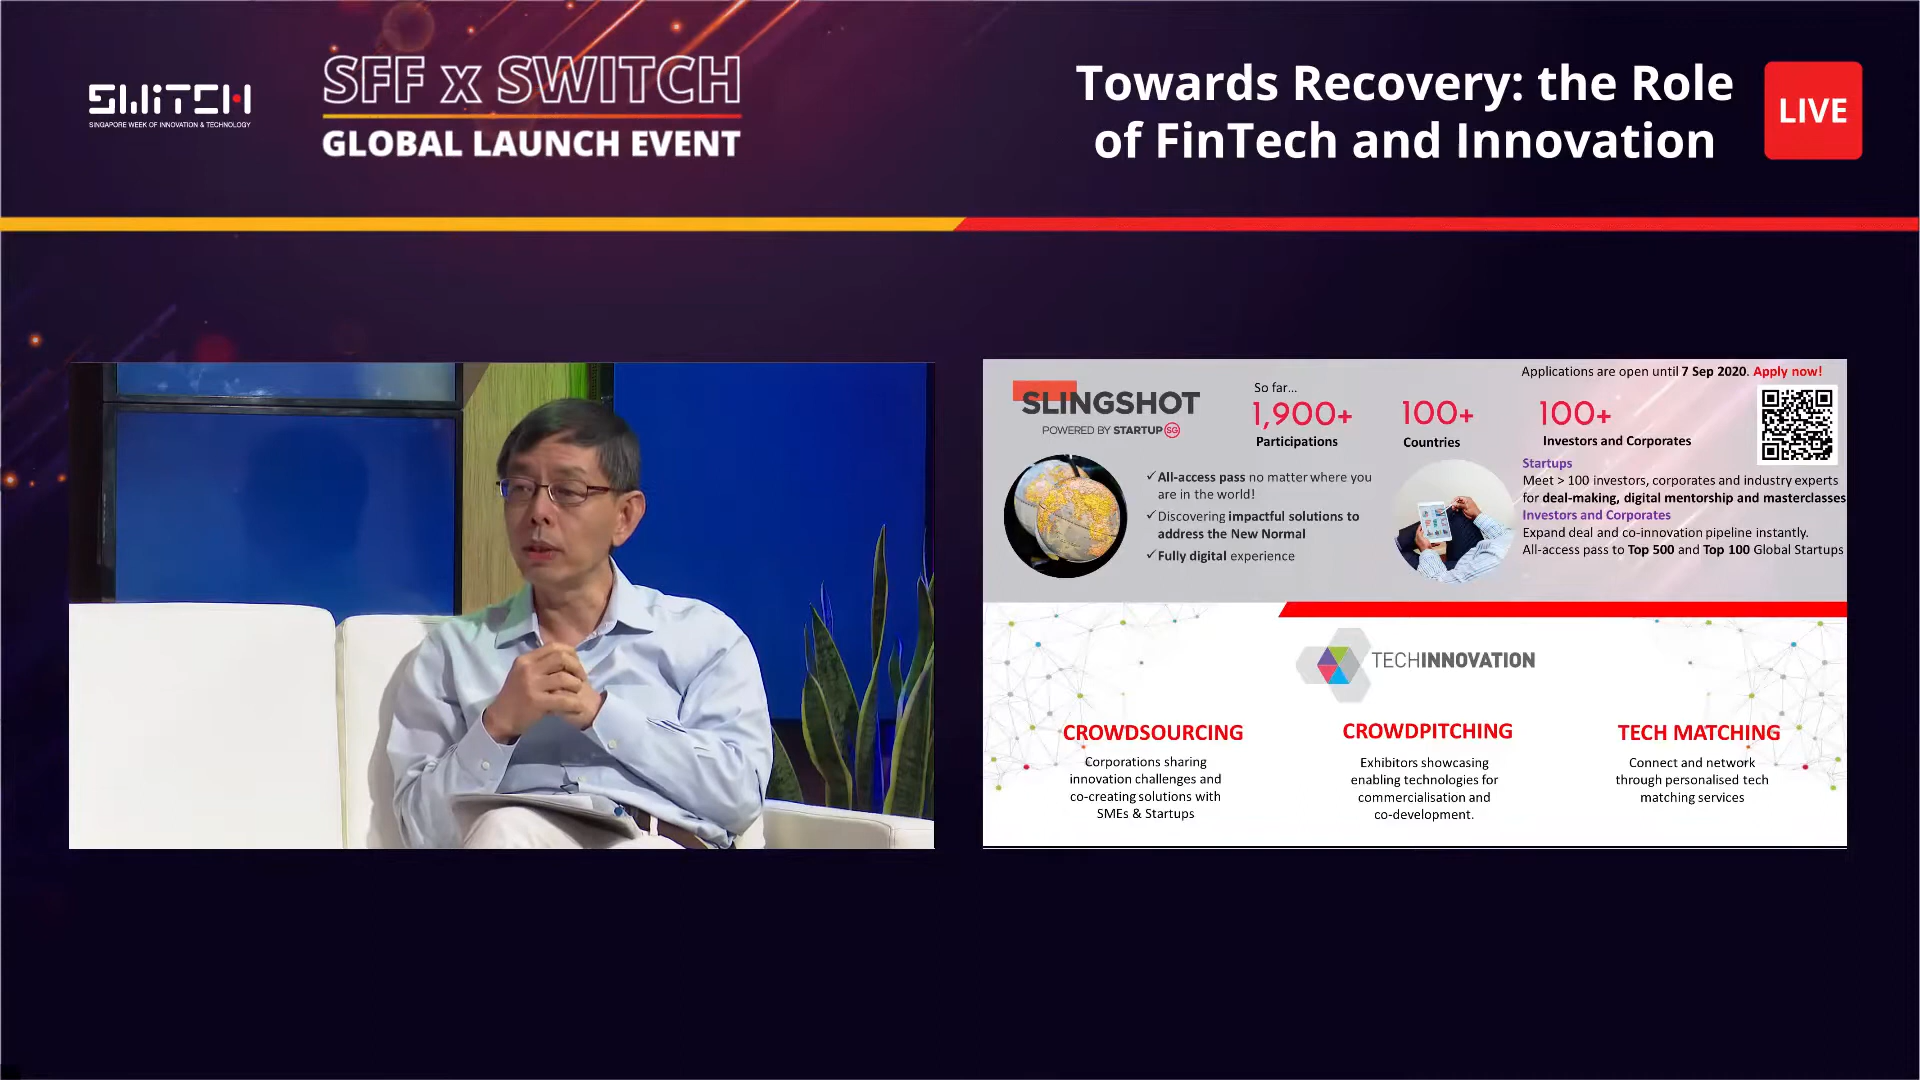 SWITCH
SINGAPORE WEEK OF INNOVATION & TECHNOLOGY
SFF x SWITCH
GLOBAL LAUNCH EVENT
Towards Recovery: the Role
of FinTech and Innovation
LIVE
Applications are open until 7 Sep 2020. Apply now!
SLINGSHOT
POWERED BY STARTUP SG
So far...
1,900+
Participations
100+
Countries
100+
Investors and Corporates
✓All-access pass no matter where you
are in the world!
✓Discovering impactful solutions to
address the New Normal
✓Fully digital experience
Startups
Meet > 100 investors, corporates and industry experts
for deal-making, digital mentorship and masterclasses
Investors and Corporates
Expand deal and co-innovation pipeline instantly.
All-access pass to Top 500 and Top 100 Global Startups
TECHINNOVATION
CROWDSOURCING
Corporations sharing
innovation challenges and
co-creating solutions with
SMEs & Startups
CROWDPITCHING
Exhibitors showcasing
enabling technologies for
commercialisation and
co-development.
TECH MATCHING
Connect and network
through personalised tech
matching services